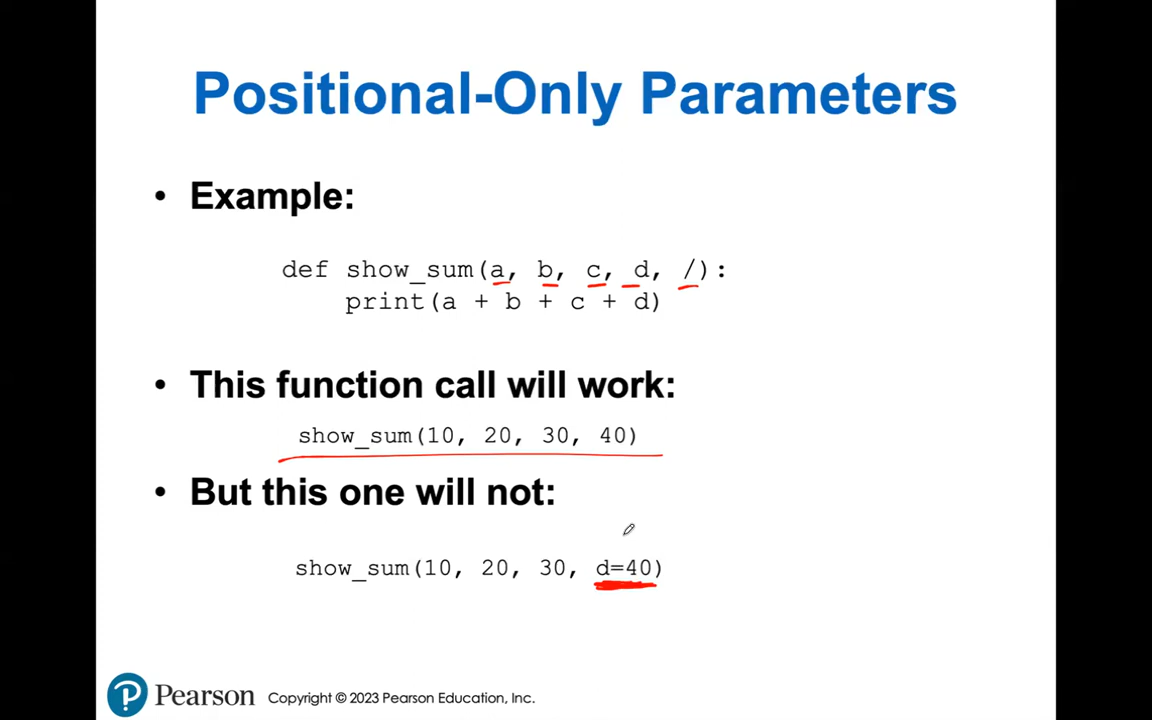 Positional-Only Parameters
• Example:
def show_sum(a, b, c, d, /):
print(a + b + c + d)
• This function call will work:
show_sum(10, 20, 30, 40)
• But this one will not:
show_sum(10, 20, 30, d=40)
P Pearson Copyright © 2023 Pearson Education, Inc.